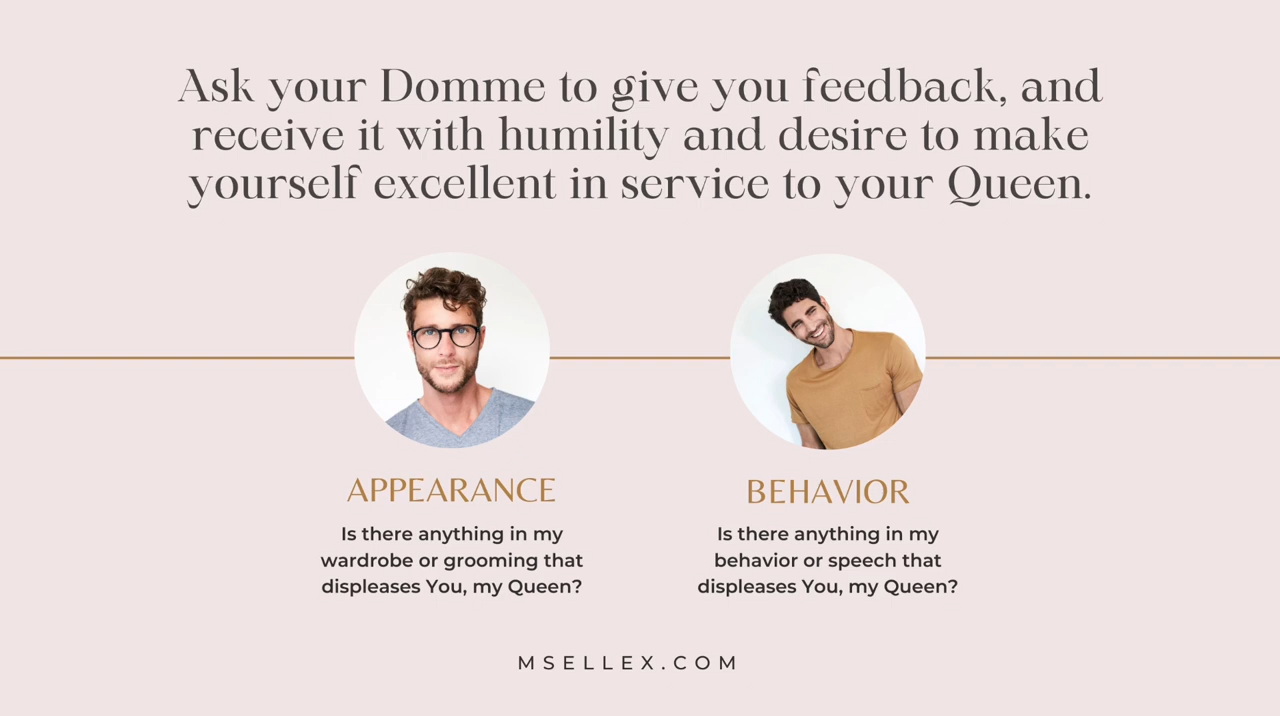 Ask your Domme to give you feedback, and
receive it with humility and desire to make
yourself excellent in service to your Queen.
APPEARANCE
Is there anything in my
wardrobe or grooming that
displeases You, my Queen?
BEHAVIOR
Is there anything in my
behavior or speech that
displeases You, my Queen?
MSELLEX.COM